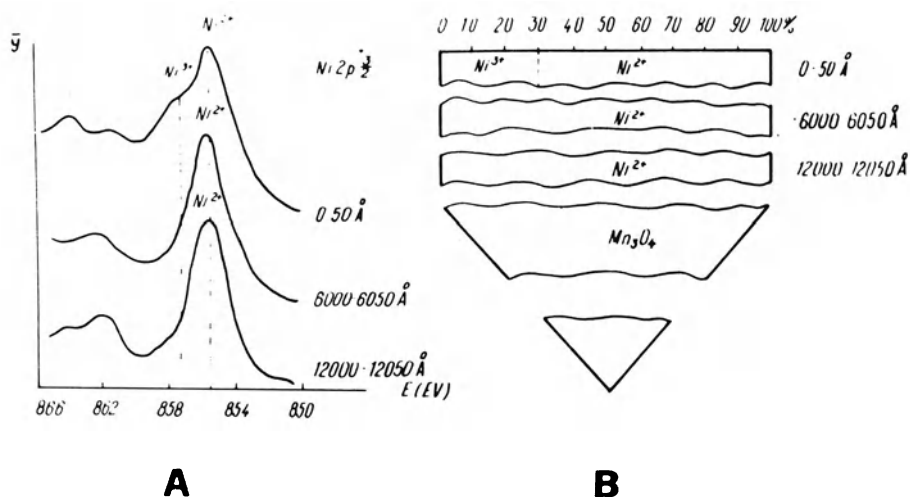 ȳ
Ni²⁺
Ni³⁺
Ni 2p 3/2
Ni²⁺
Ni²⁺
0-50 Å
6000-6050 Å
12000-12050 Å
E(EV)
866 862 858 854 850
A
0 10 20 30 40 50 60 70 80 90 100%
Ni³⁺ Ni²⁺ 0-50 Å
Ni²⁺ 6000 6050 Å
Ni²⁺ 12000 12050 Å
Mn₃O₄
B